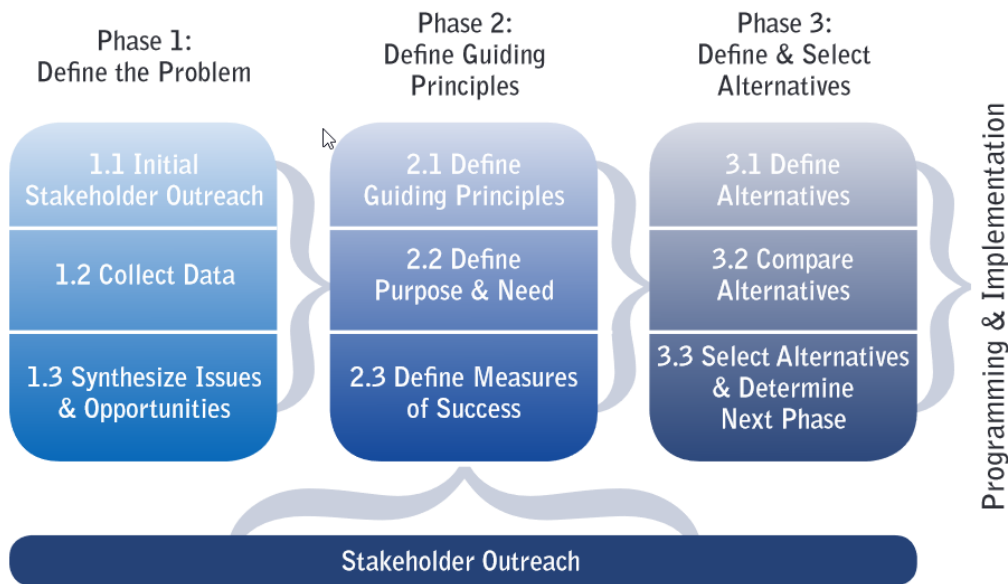 Phase 1:
Define the Problem
1.1 Initial
Stakeholder Outreach
1.2 Collect Data
1.3 Synthesize Issues
& Opportunities
Phase 2:
Define Guiding
Principles
2.1 Define
Guiding Principles
2.2 Define
Purpose & Need
2.3 Define Measures
of Success
Phase 3:
Define & Select
Alternatives
3.1 Define
Alternatives
3.2 Compare
Alternatives
3.3 Select Alternatives
& Determine
Next Phase
Programming & Implementation
Stakeholder Outreach